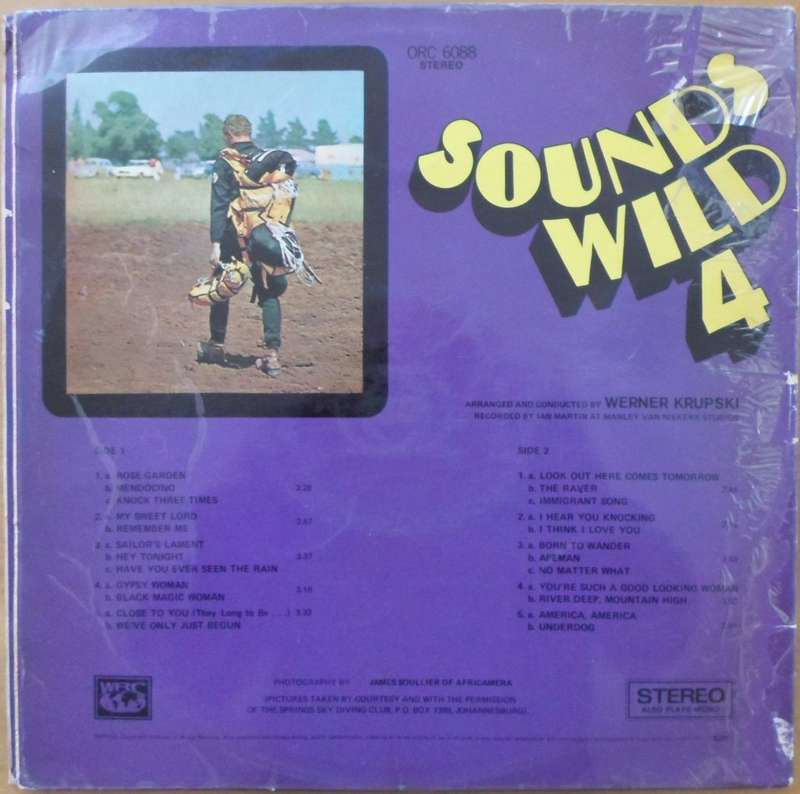 ORC 6088
STEREO
SOUNDS
WILD
4
ARRANGED AND CONDUCTED BY WERNER KRUPSKI
RECORDED BY IAN MARTIN AT MANLEY VAN NIEKERK STUDIOS
SIDE 1
1. a. ROSE GARDEN
b. MENDOCINO 3.28
c. KNOCK THREE TIMES
2. a. MY SWEET LORD
b. REMEMBER ME 3.57
3. a. SAILOR'S LAMENT
b. HEY TONIGHT 3.37
c. HAVE YOU EVER SEEN THE RAIN
4. a. GYPSY WOMAN
b. BLACK MAGIC WOMAN 3.16
a. CLOSE TO YOU (They Long to Be . . .) 3.33
b. WE'VE ONLY JUST BEGUN
SIDE 2
1. a. LOOK OUT HERE COMES TOMORROW
b. THE RAVER
c. IMMIGRANT SONG
2. a. I HEAR YOU KNOCKING
b. I THINK I LOVE YOU
3. a. BORN TO WANDER
b. APEMAN
c. NO MATTER WHAT
4. a. YOU'RE SUCH A GOOD LOOKING WOMAN
b. RIVER DEEP, MOUNTAIN HIGH
5. a. AMERICA, AMERICA
b. UNDERDOG
WRC
PHOTOGRAPHY BY JAMES SOULLIER OF AFRICAMERA
(PICTURES TAKEN BY COURTESY AND WITH THE PERMISSION
OF THE SPRINGS SKY DIVING CLUB, P.O. BOX JOHANNESBURG).
STEREO
ALSO PLAYS MONO